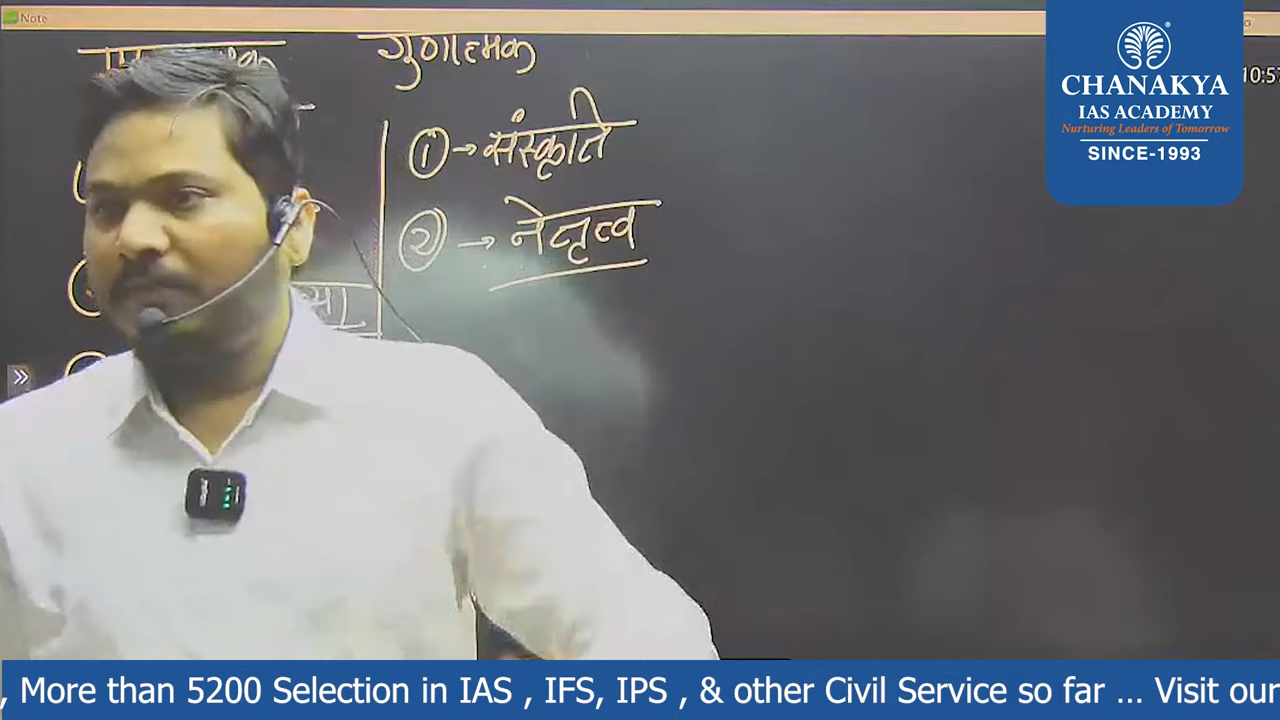 Note
गुणात्मक
① → संस्कृति
② → नेतृत्व
CHANAKYA
IAS ACADEMY
Nurturing Leaders of Tomorrow
SINCE-1993
10:57
, More than 5200 Selection in IAS , IFS, IPS , & other Civil Service so far ... Visit our